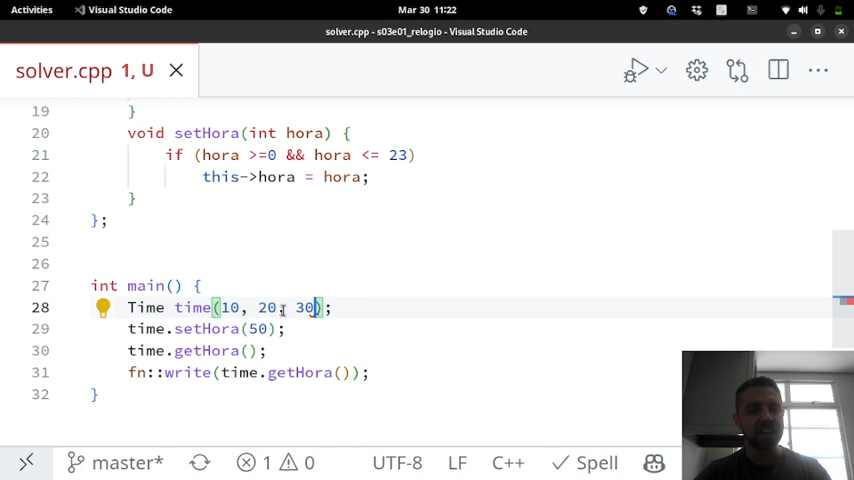 Activities Visual Studio Code Mar 30 11:22
solver.cpp - s03e01_relogio - Visual Studio Code
solver.cpp 1, U
19 }
20 void setHora(int hora) {
21 if (hora >=0 && hora <= 23)
22 this->hora = hora;
23 }
24 };
25
26
27 int main() {
28 Time time(10, 20, 30);
29 time.setHora(50);
30 time.getHora();
31 fn::write(time.getHora());
32 }
master* 1 0 UTF-8 LF C++ Spell